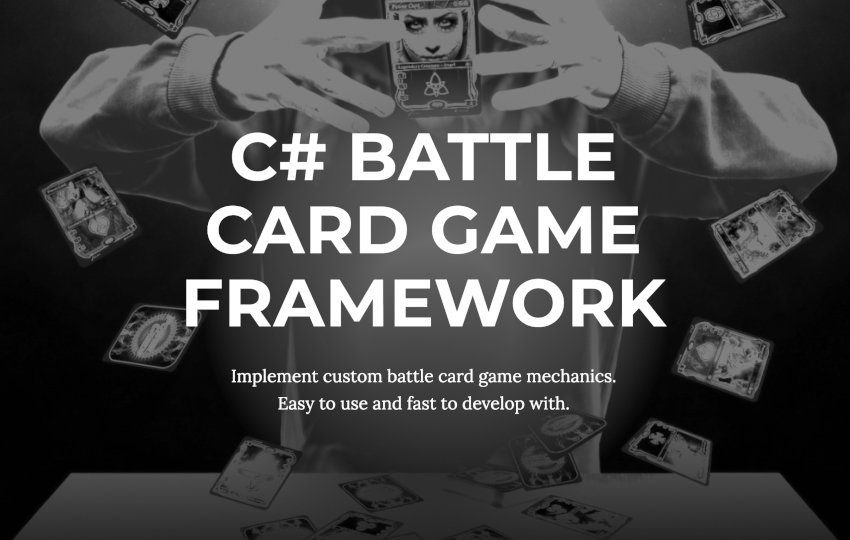 C# BATTLE
CARD GAME
FRAMEWORK
Implement custom battle card game mechanics.
Easy to use and fast to develop with.